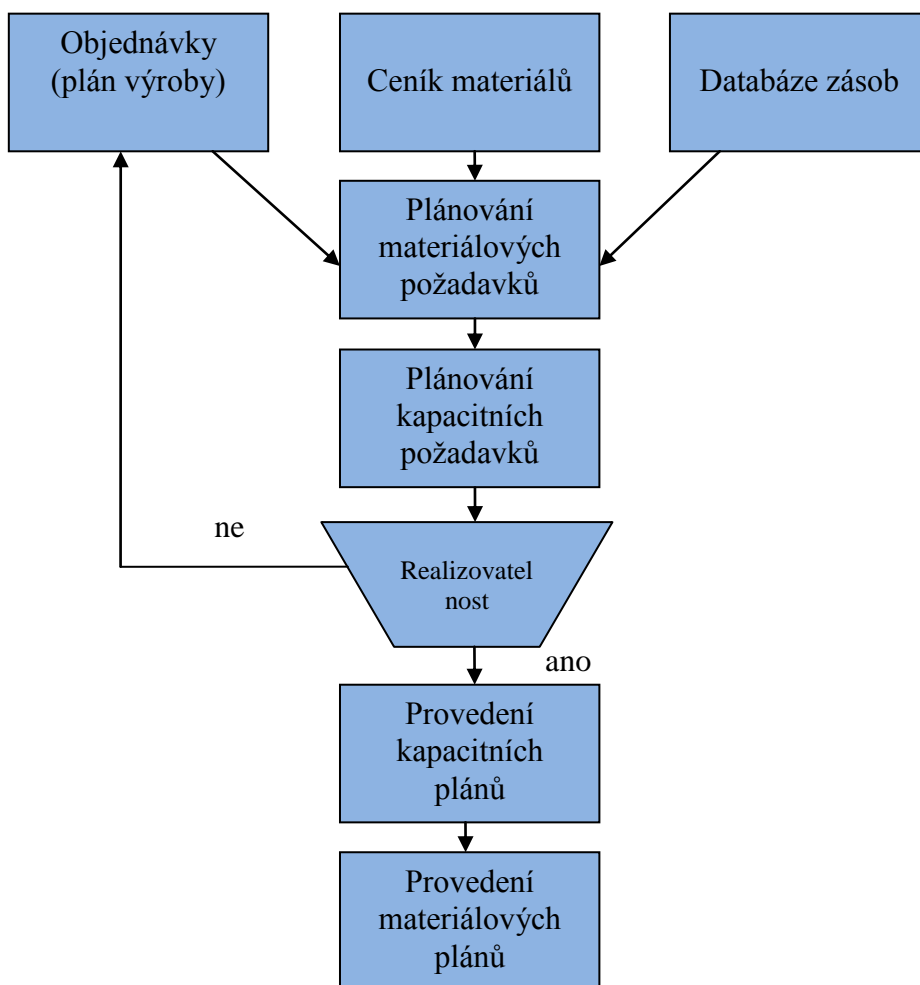 Objednávky
(plán výroby)
Ceník materiálů
Databáze zásob
Plánování
materiálových
požadavků
Plánování
kapacitních
požadavků
ne
Realizovatel
nost
ano
Provedení
kapacitních
plánů
Provedení
materiálových
plánů